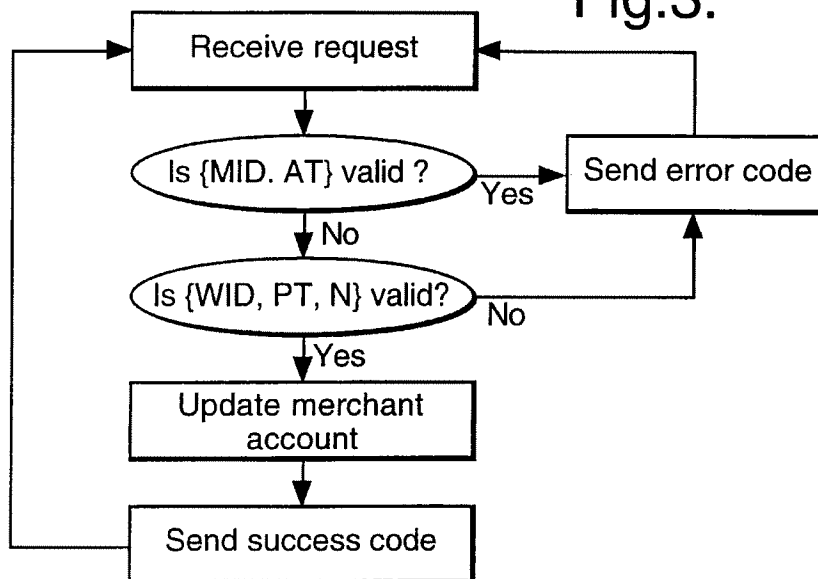 Fig.3.
Receive request
Is {MID. AT} valid ?
Yes
Send error code
No
Is {WID, PT, N} valid?
No
Yes
Update merchant
account
Send success code